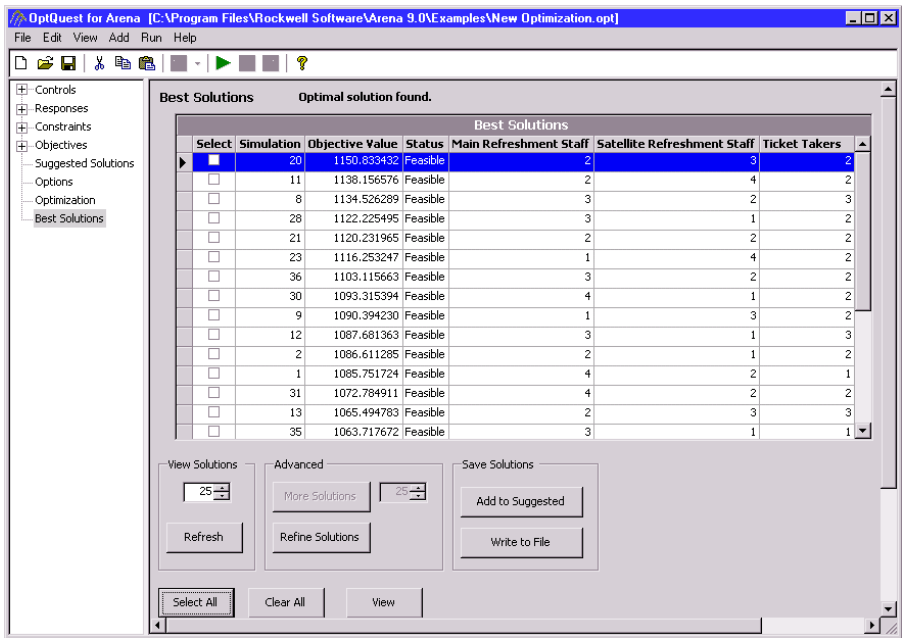 OptQuest for Arena [C:\Program Files\Rockwell Software\Arena 9.0\Examples\New Optimization.opt]
File Edit View Add Run Help
Controls
Responses
Constraints
Objectives
Suggested Solutions
Options
Optimization
Best Solutions
Best Solutions Optimal solution found.
Best Solutions
Select Simulation Objective Value Status Main Refreshment Staff Satellite Refreshment Staff Ticket Takers
20 1150.833432 Feasible 2 3 2
11 1138.156576 Feasible 2 4 2
8 1134.526289 Feasible 3 2 3
28 1122.225495 Feasible 3 1 2
21 1120.231965 Feasible 2 2 2
23 1116.253247 Feasible 1 4 2
36 1103.115663 Feasible 3 2 2
30 1093.315394 Feasible 4 1 2
9 1090.394230 Feasible 1 3 2
12 1087.681363 Feasible 3 1 3
2 1086.611285 Feasible 2 1 2
1 1085.751724 Feasible 4 2 1
31 1072.784911 Feasible 4 2 2
13 1065.494783 Feasible 2 3 3
35 1063.717672 Feasible 3 1 1
View Solutions Advanced Save Solutions
25 More Solutions 25 Add to Suggested
Refresh Refine Solutions Write to File
Select All Clear All View